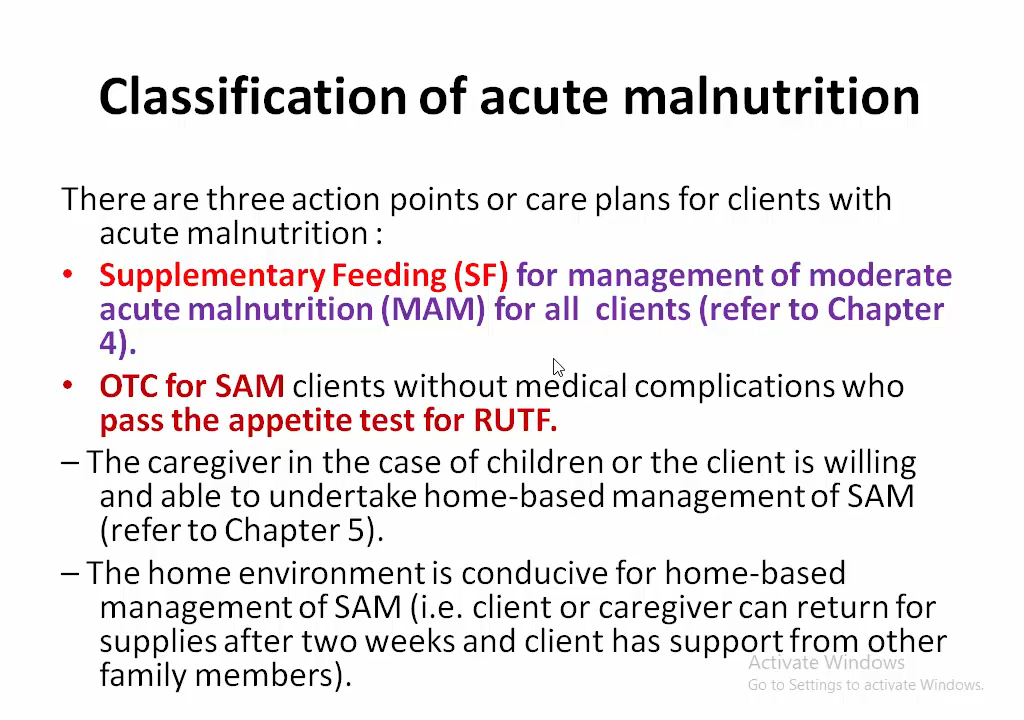 Classification of acute malnutrition
There are three action points or care plans for clients with
acute malnutrition :
• Supplementary Feeding (SF) for management of moderate
acute malnutrition (MAM) for all clients (refer to Chapter
4).
• OTC for SAM clients without medical complications who
pass the appetite test for RUTF.
– The caregiver in the case of children or the client is willing
and able to undertake home-based management of SAM
(refer to Chapter 5).
– The home environment is conducive for home-based
management of SAM (i.e. client or caregiver can return for
supplies after two weeks and client has support from other
family members).
Activate Windows
Go to Settings to activate Windows.